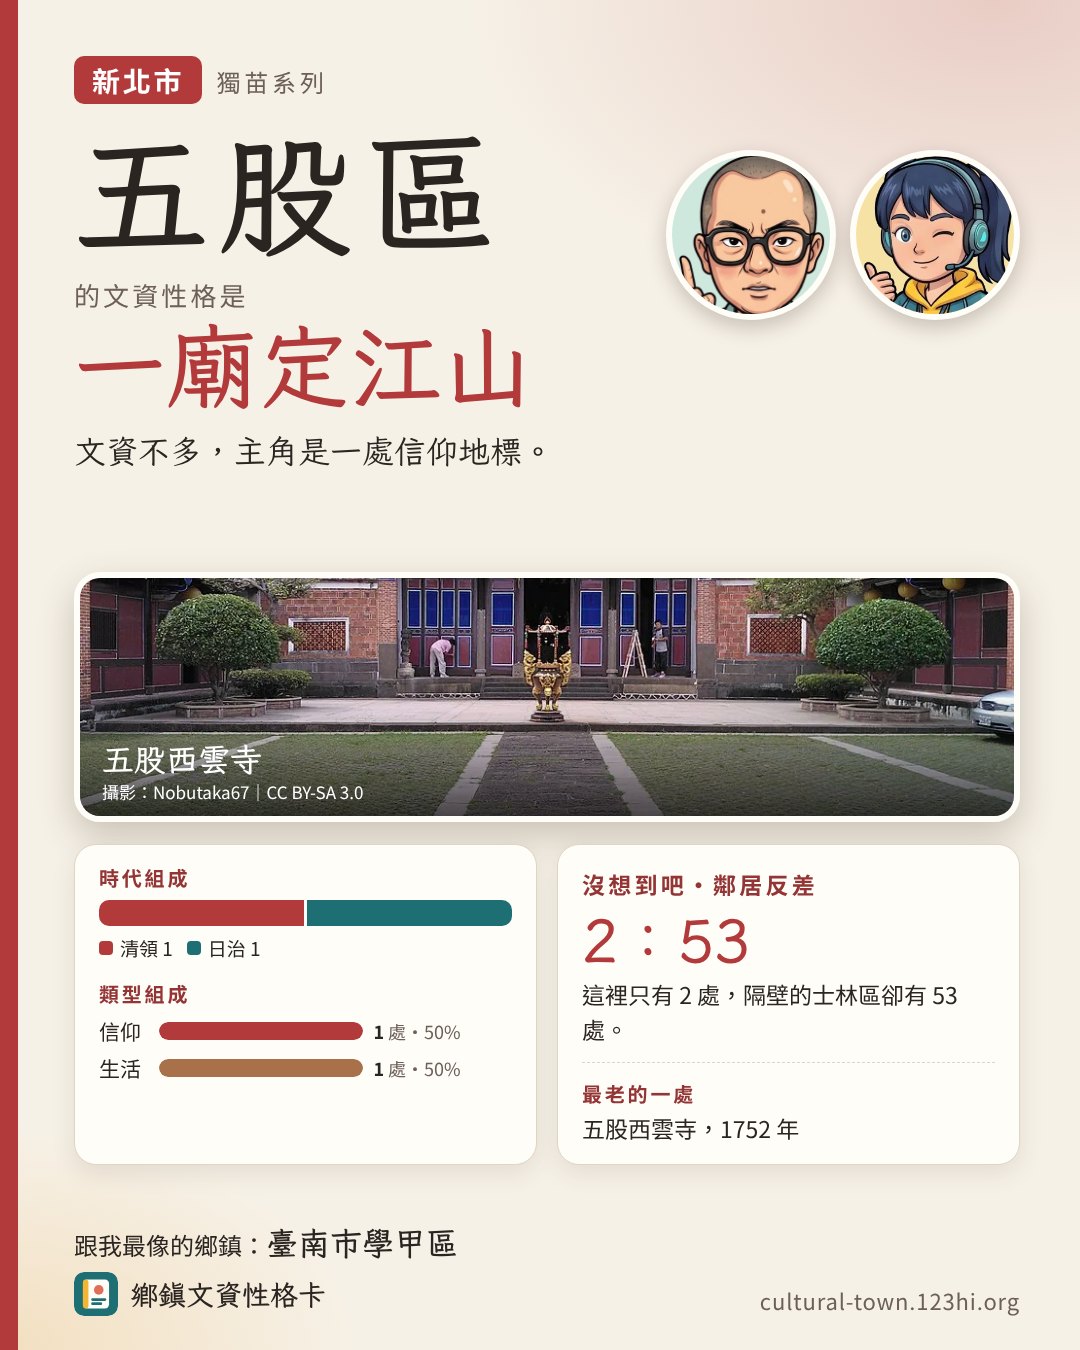 新北市 獨苗系列
五股區
的文資性格是
一廟定江山
文資不多，主角是一處信仰地標。
五股西雲寺
攝影：Nobutaka67｜CC BY-SA 3.0
時代組成
清領 1 日治 1
類型組成
信仰 1 處・50%
生活 1 處・50%
沒想到吧・鄰居反差
2：53
這裡只有 2 處，隔壁的士林區卻有 53
處。
最老的一處
五股西雲寺，1752 年
跟我最像的鄉鎮：臺南市學甲區
鄉鎮文資性格卡
cultural-town.123hi.org